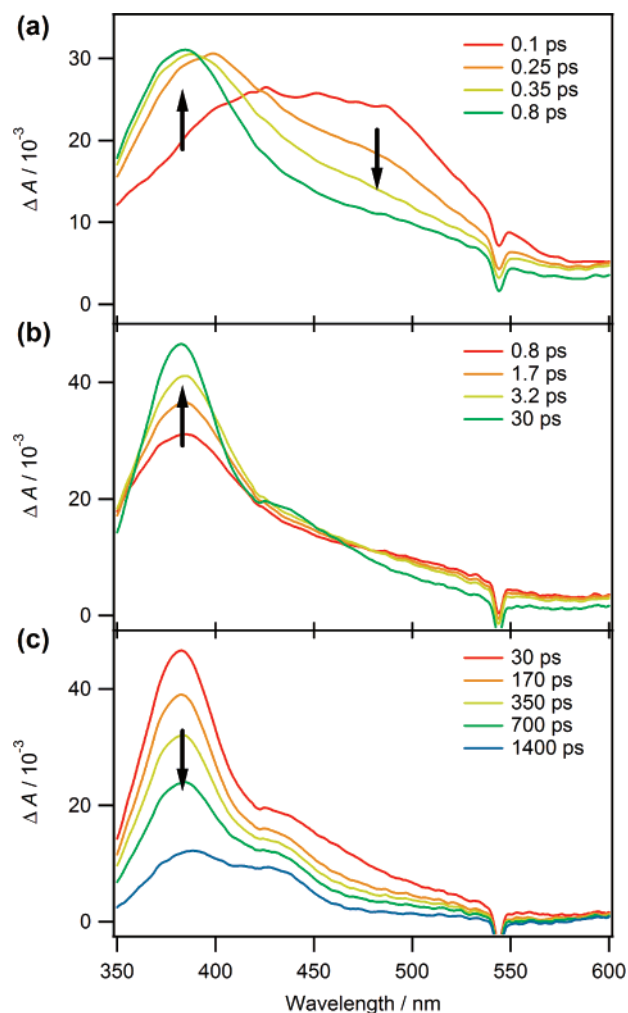 (a)
30
20
10
0
Δ A / 10⁻³
0.1 ps
0.25 ps
0.35 ps
0.8 ps
(b)
40
20
0
Δ A / 10⁻³
0.8 ps
1.7 ps
3.2 ps
30 ps
(c)
40
20
0
Δ A / 10⁻³
30 ps
170 ps
350 ps
700 ps
1400 ps
350 400 450 500 550 600
Wavelength / nm